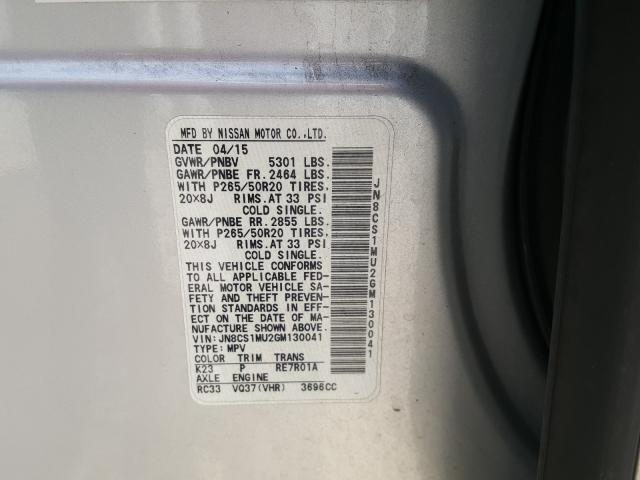 MFD BY NISSAN MOTOR CO.,LTD.
DATE 04/15
GVWR/PNBV 5301 LBS.
GAWR/PNBE FR. 2464 LBS.
WITH P265/50R20 TIRES.
20X8J RIMS.AT 33 PSI
COLD SINGLE.
GAWR/PNBE RR. 2855 LBS.
WITH P265/50R20 TIRES.
20X8J RIMS.AT 33 PSI
COLD SINGLE.
THIS VEHICLE CONFORMS
TO ALL APPLICABLE FED-
ERAL MOTOR VEHICLE SA-
FETY AND THEFT PREVEN-
TION STANDARDS IN EFF-
ECT ON THE DATE OF MA-
NUFACTURE SHOWN ABOVE.
VIN:JN8CS1MU2GM130041
TYPE:MPV
COLOR TRIM TRANS
K23 P RE7R01A
AXLE ENGINE
RC33 VQ37(VHR) 3696CC
JN8CS1MU2GM130041